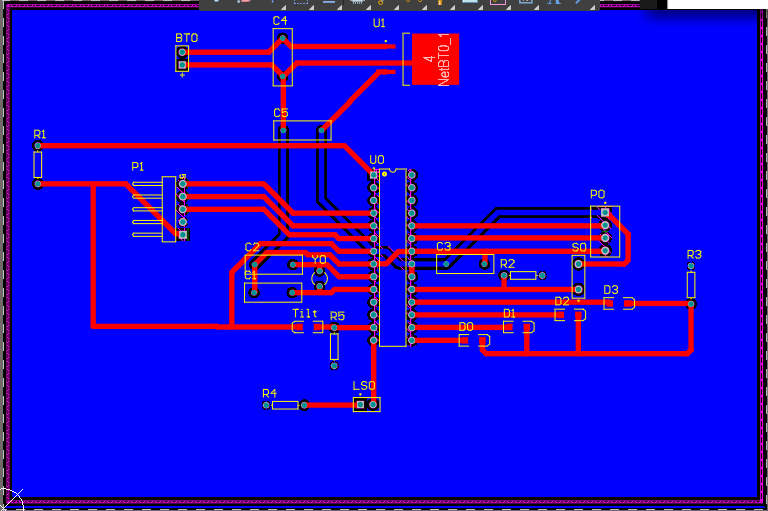 C4
U1
BT0
4
NetBT0_1
C5
R1
U0
P1
P0
C2
Y0
C3
R2
S0
R3
C1
D3
D2
Tilt
R5
D1
D0
R4
LS0